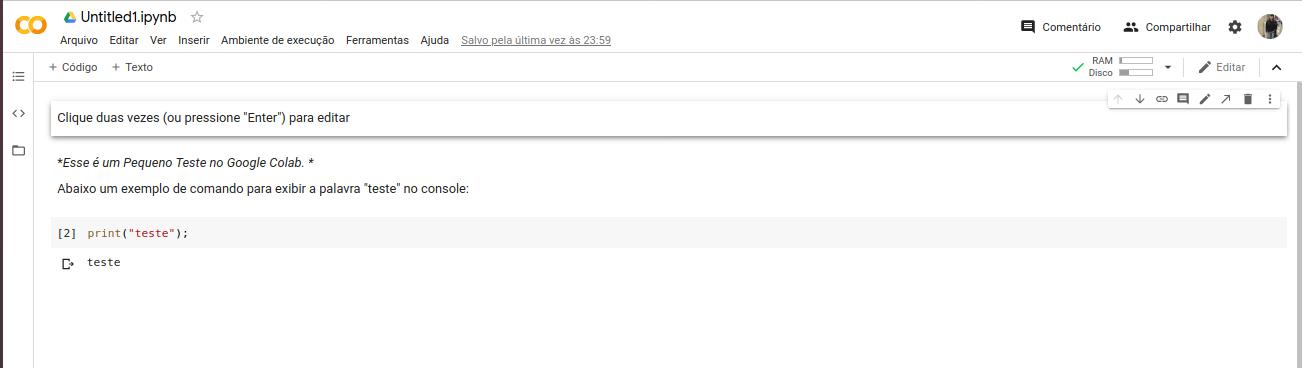 Untitled1.ipynb
Arquivo Editar Ver Inserir Ambiente de execução Ferramentas Ajuda Salvo pela última vez às 23:59
Comentário Compartilhar
+ Código + Texto
RAM
Disco
Editar
Clique duas vezes (ou pressione "Enter") para editar
*Esse é um Pequeno Teste no Google Colab. *
Abaixo um exemplo de comando para exibir a palavra "teste" no console:
[2] print("teste");
teste